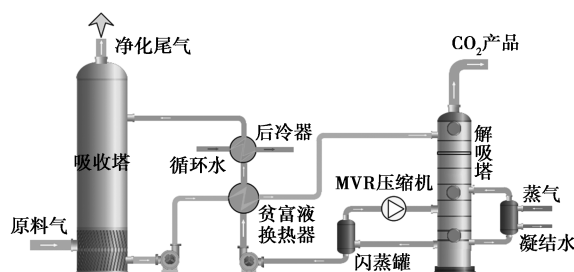 净化尾气
CO₂产品
吸收塔
后冷器
循环水
解吸塔
MVR压缩机
贫富液
换热器
原料气
蒸气
凝结水
闪蒸罐